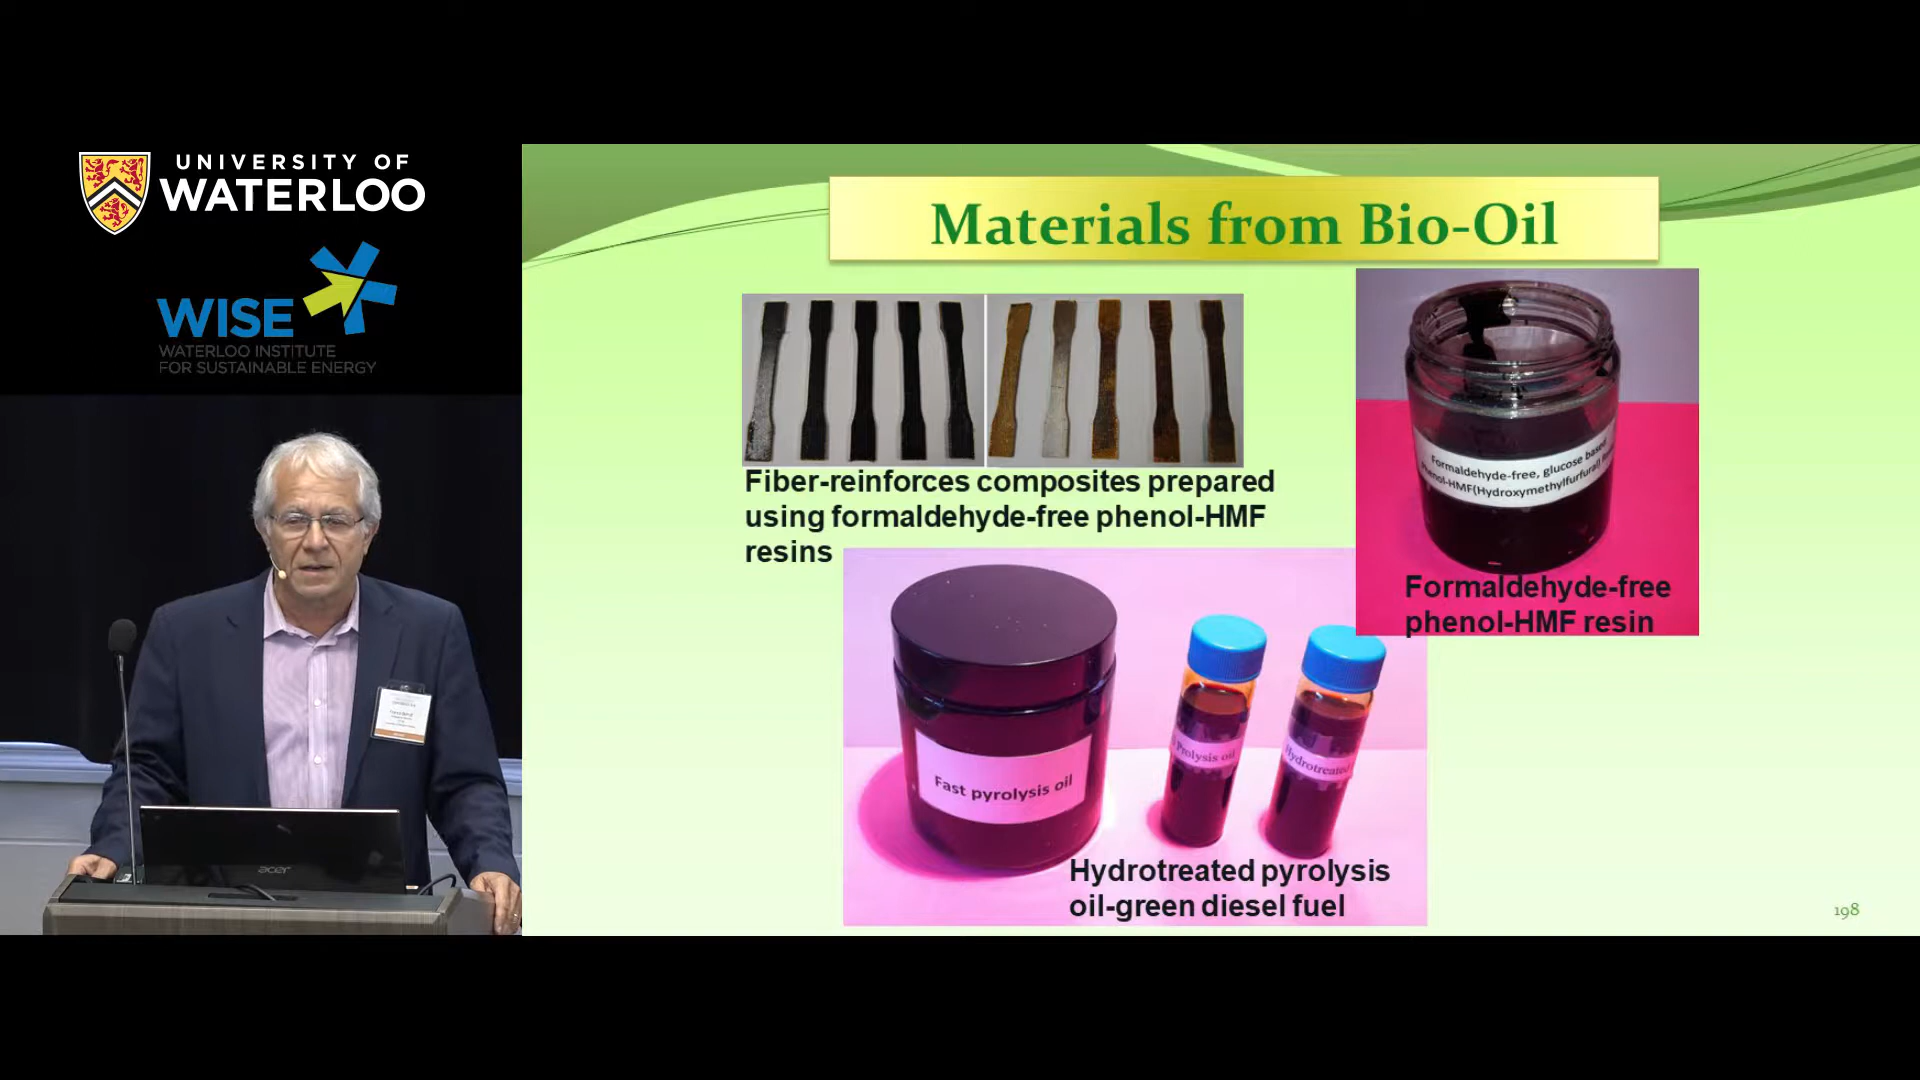 UNIVERSITY OF
WATERLOO
WISE
WATERLOO INSTITUTE
FOR SUSTAINABLE ENERGY
Materials from Bio-Oil
Fiber-reinforces composites prepared
using formaldehyde-free phenol-HMF
resins
Formaldehyde-free, glucose based
Phenol-HMF(Hydroxymethylfurfural)
Formaldehyde-free
phenol-HMF resin
Fast pyrolysis oil
Prolysis oil
Hydrotreated
Hydrotreated pyrolysis
oil-green diesel fuel
acer
198